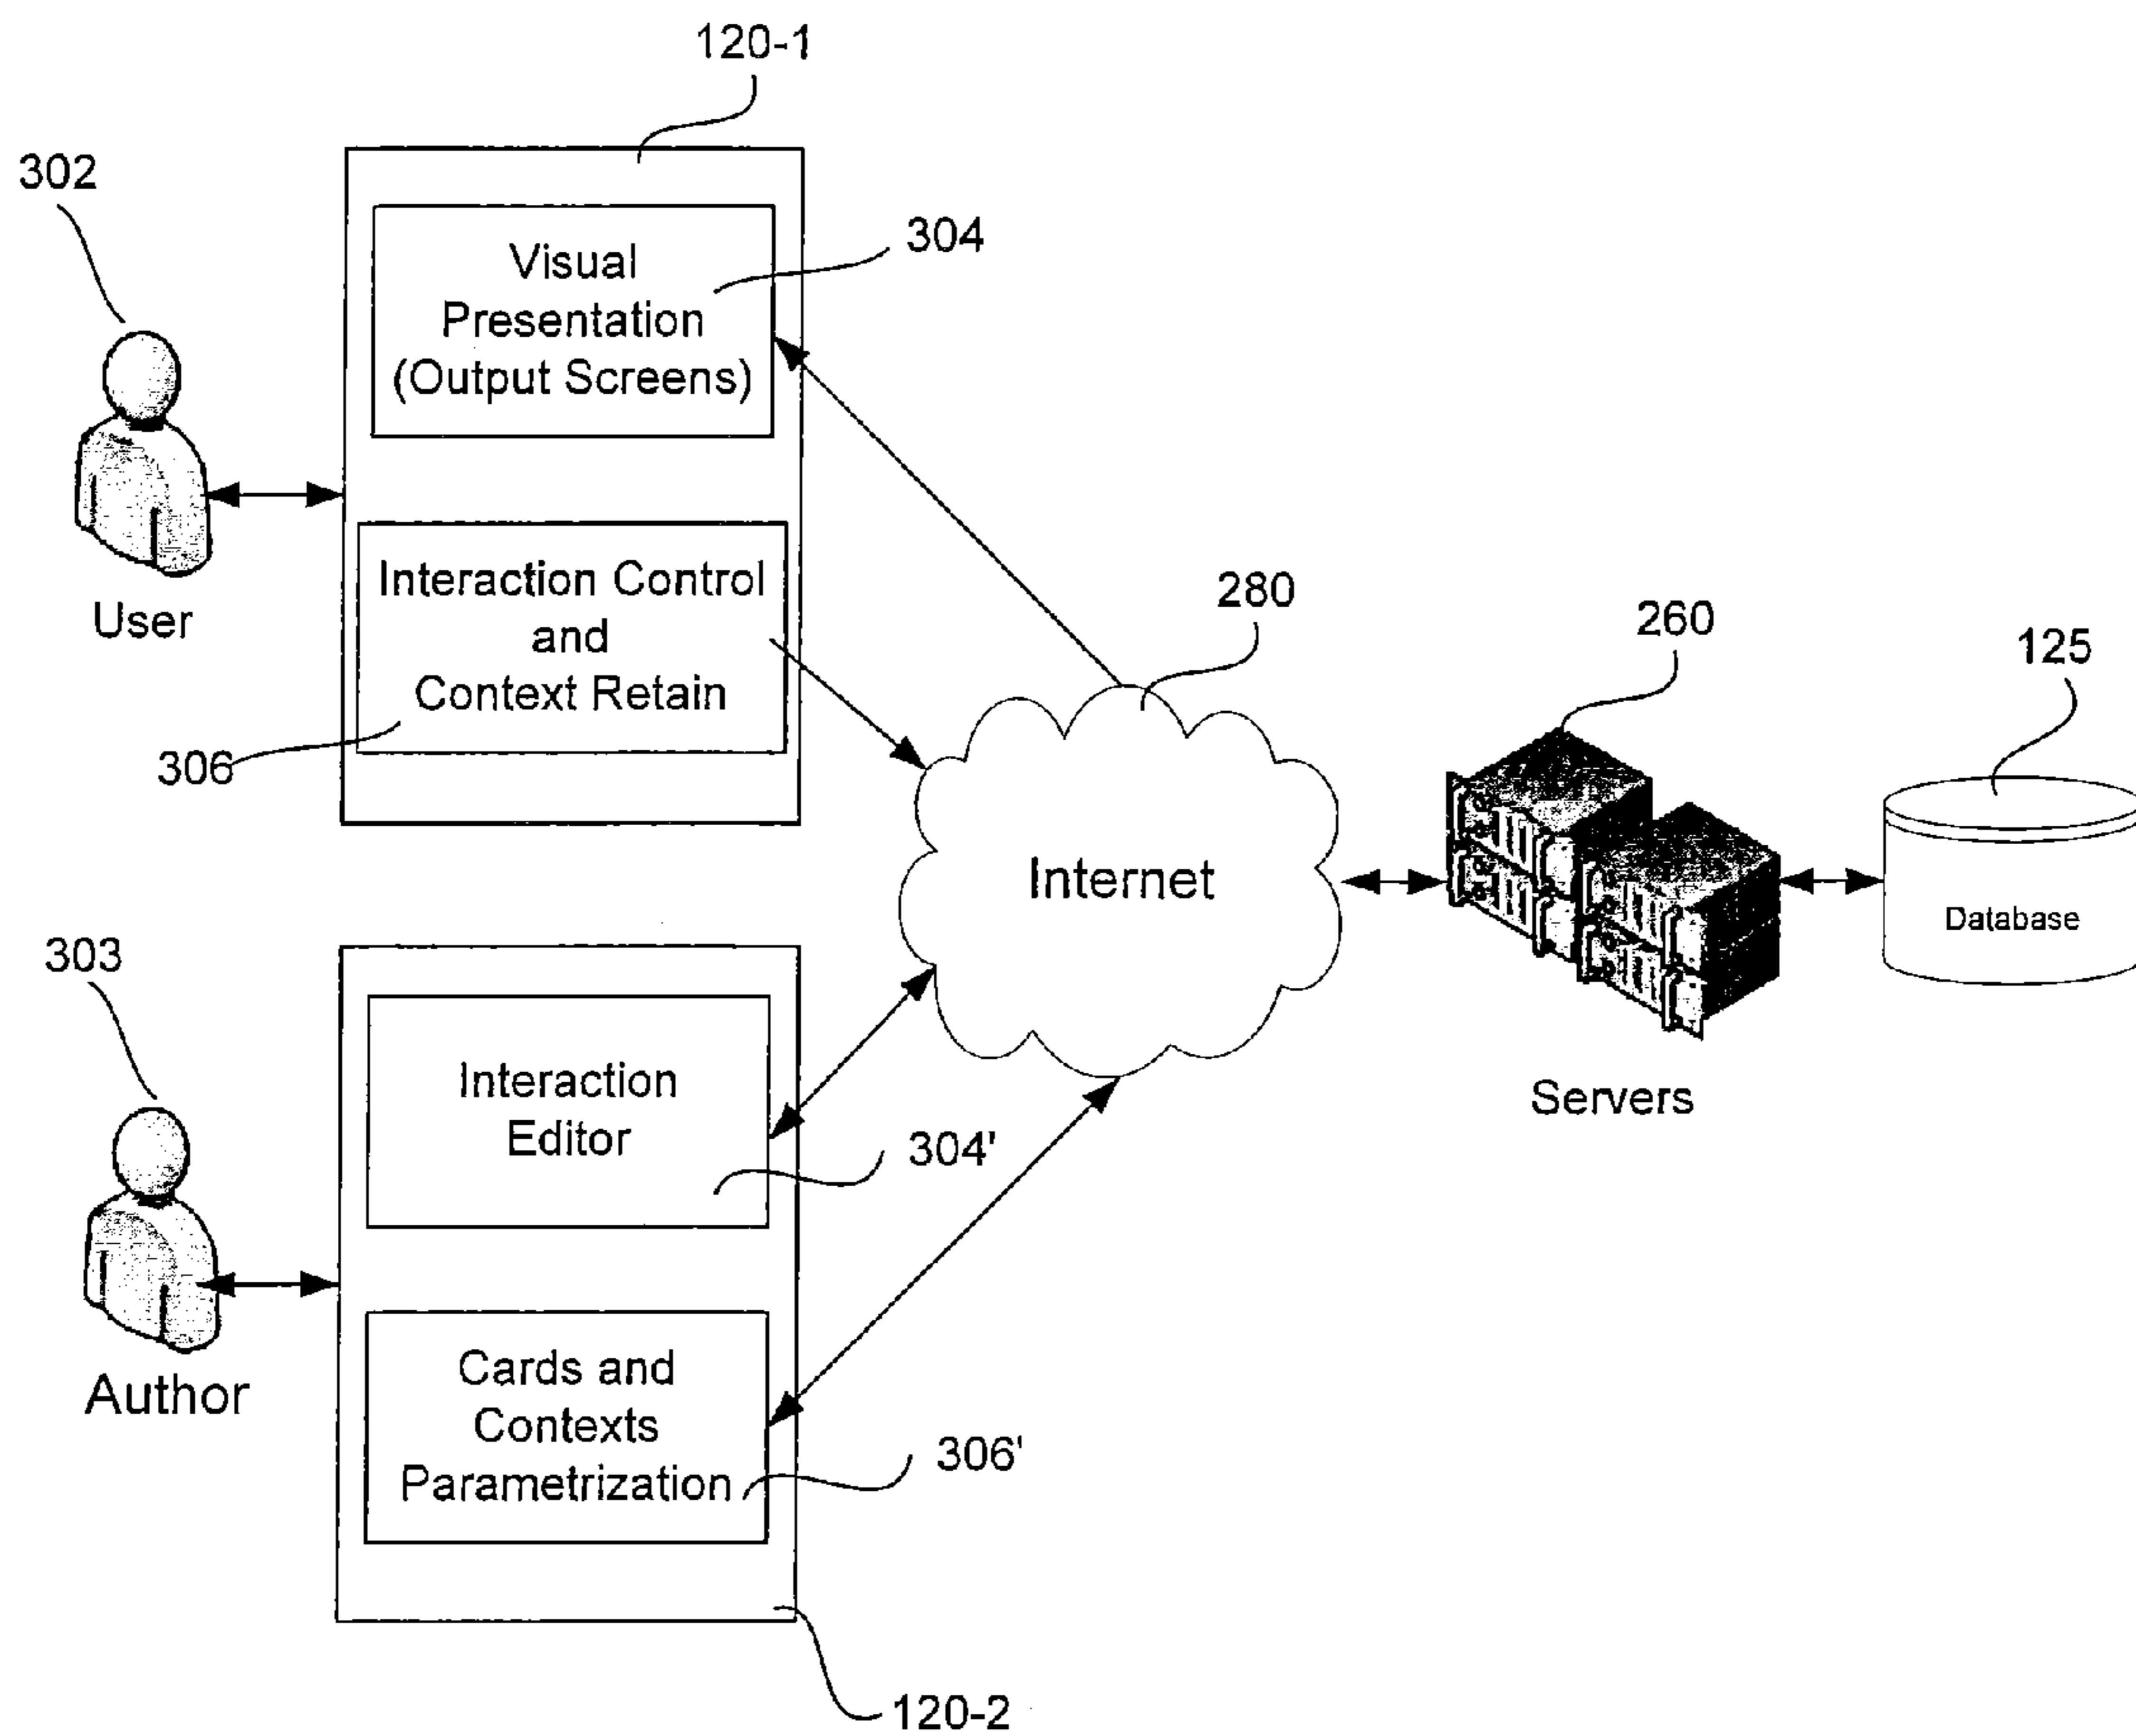 120-1
302
Visual
Presentation
(Output Screens)
304
User
Interaction Control
and
Context Retain
306
280
260
125
Internet
Database
Servers
303
Interaction
Editor
304'
Author
Cards and
Contexts
Parametrization
306'
120-2